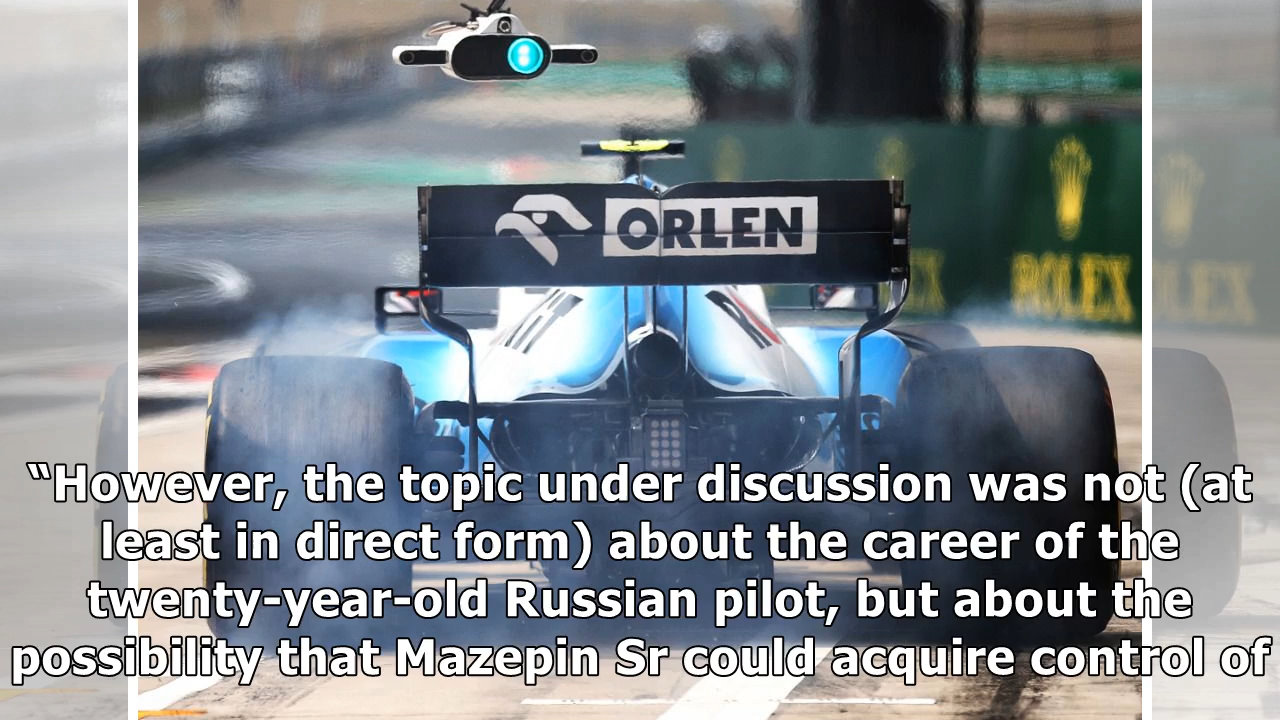 ORLEN
ROLEX
“However, the topic under discussion was not (at
least in direct form) about the career of the
twenty-year-old Russian pilot, but about the
possibility that Mazepin Sr could acquire control of